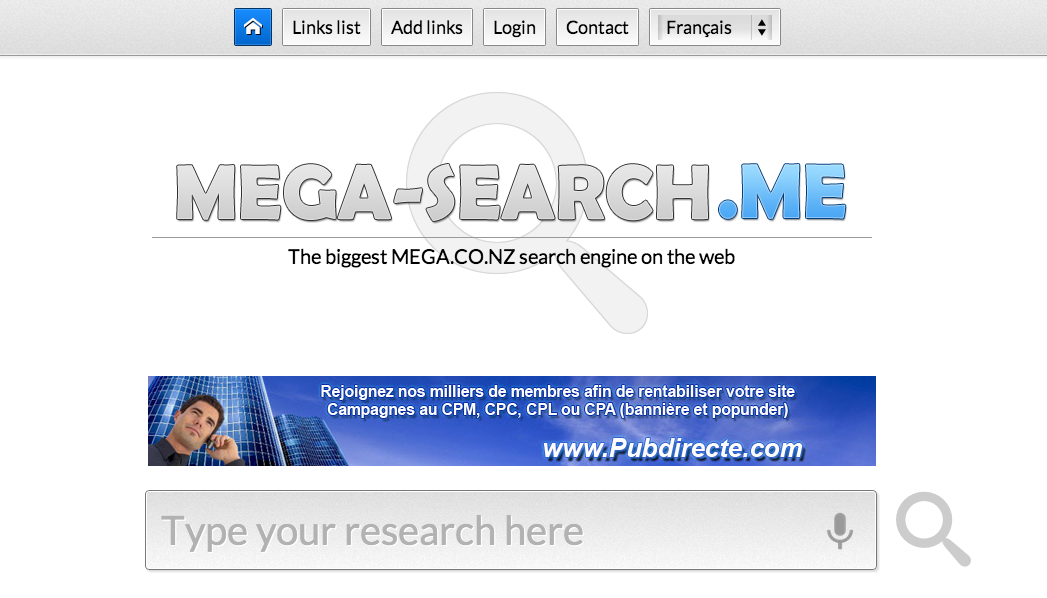 Links list
Add links
Login
Contact
Français
MEGA-SEARCH.ME
The biggest MEGA.CO.NZ search engine on the web
Rejoignez nos milliers de membres afin de rentabiliser votre site
Campagnes au CPM, CPC, CPL ou CPA (bannière et popunder)
www.Pubdirecte.com
Type your research here